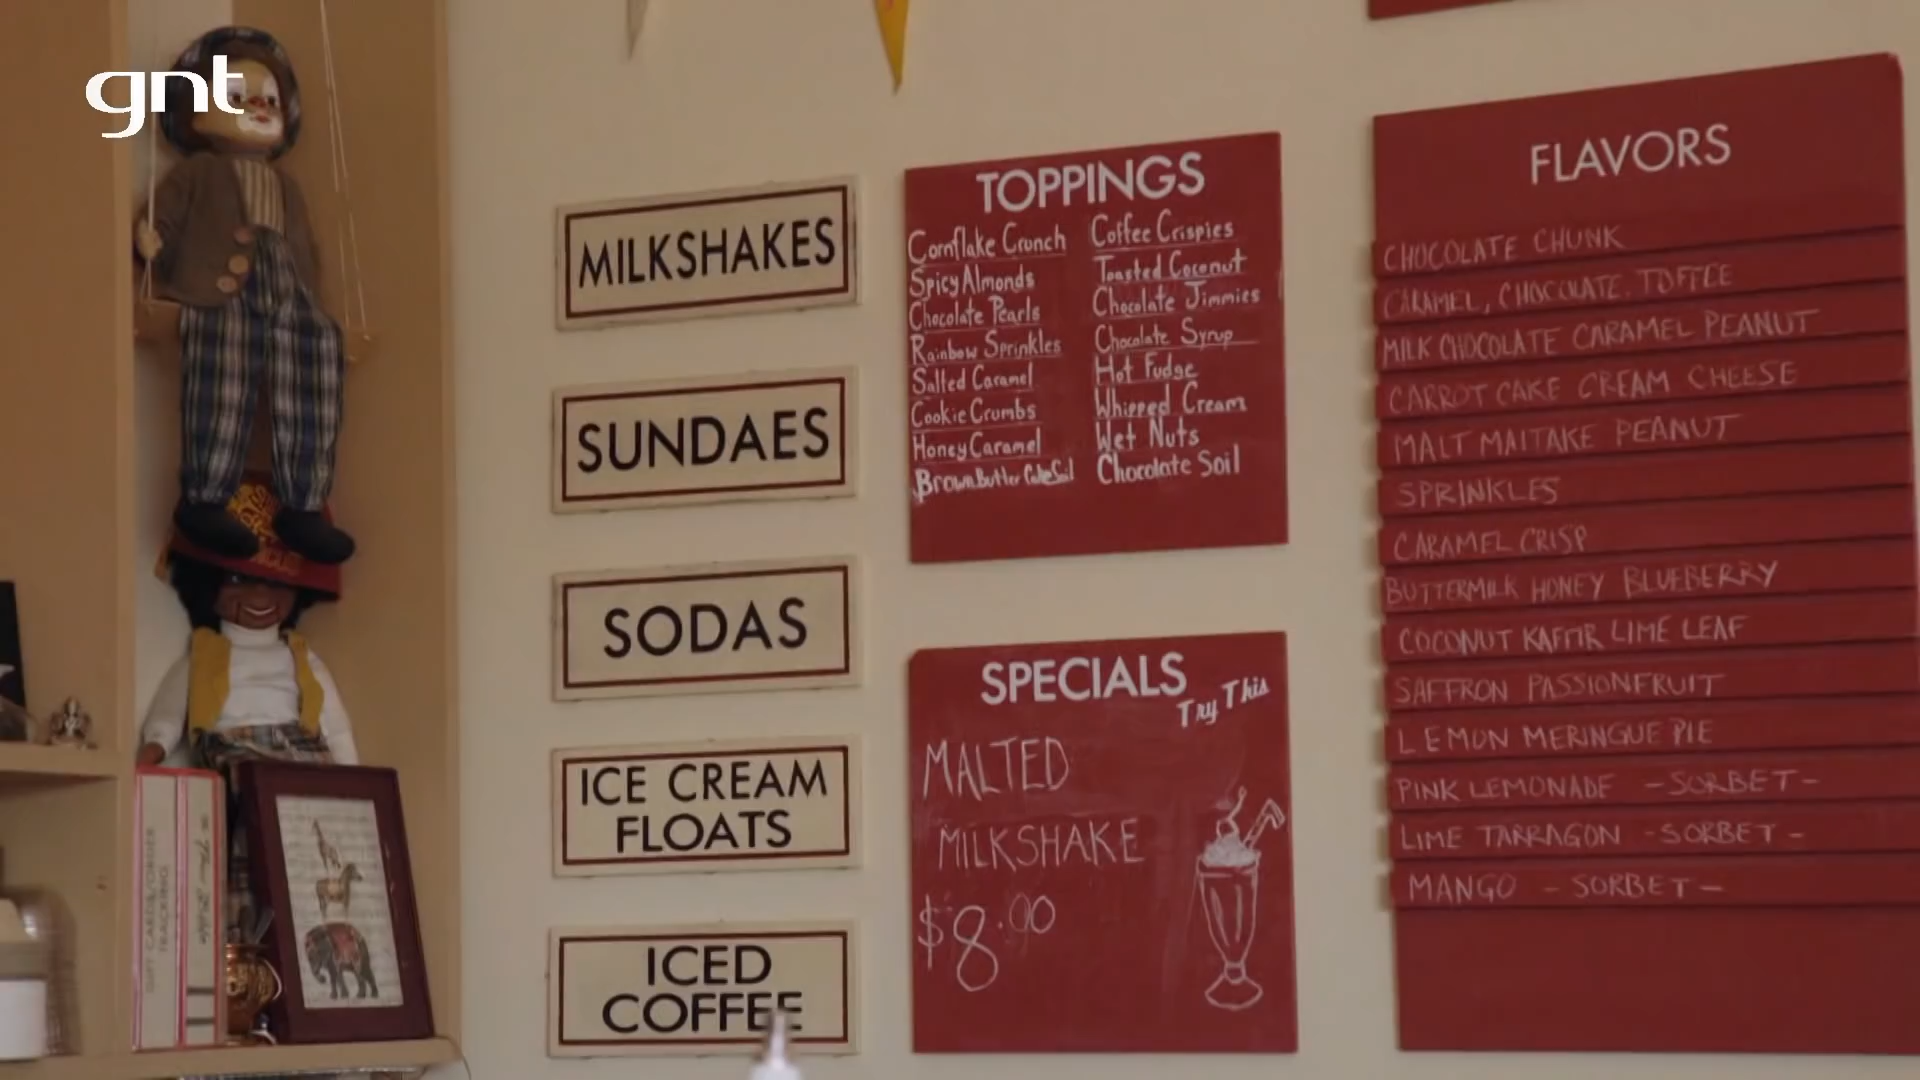 gnt
MILKSHAKES
SUNDAES
SODAS
ICE CREAM
FLOATS
ICED
COFFEE
TOPPINGS
Cornflake Crunch
Spicy Almonds
Chocolate Pearls
Rainbow Sprinkles
Salted Caramel
Cookie Crumbs
Honey Caramel
Brown Butter Cake Soil
Coffee Crispies
Toasted Coconut
Chocolate Jimmies
Chocolate Syrup
Hot Fudge
Whipped Cream
Wet Nuts
Chocolate Soil
SPECIALS
Try This
MALTED
MILKSHAKE
$8.00
FLAVORS
CHOCOLATE CHUNK
CARAMEL, CHOCOLATE, TOFFEE
MILK CHOCOLATE CARAMEL PEANUT
CARROT CAKE CREAM CHEESE
MALT MAITAKE PEANUT
SPRINKLES
CARAMEL CRISP
BUTTERMILK HONEY BLUEBERRY
COCONUT KAFFIR LIME LEAF
SAFFRON PASSIONFRUIT
LEMON MERINGUE PIE
PINK LEMONADE -SORBET-
LIME TARRAGON -SORBET-
MANGO -SORBET-
GIFT CARDS/ORDER
TRACKING